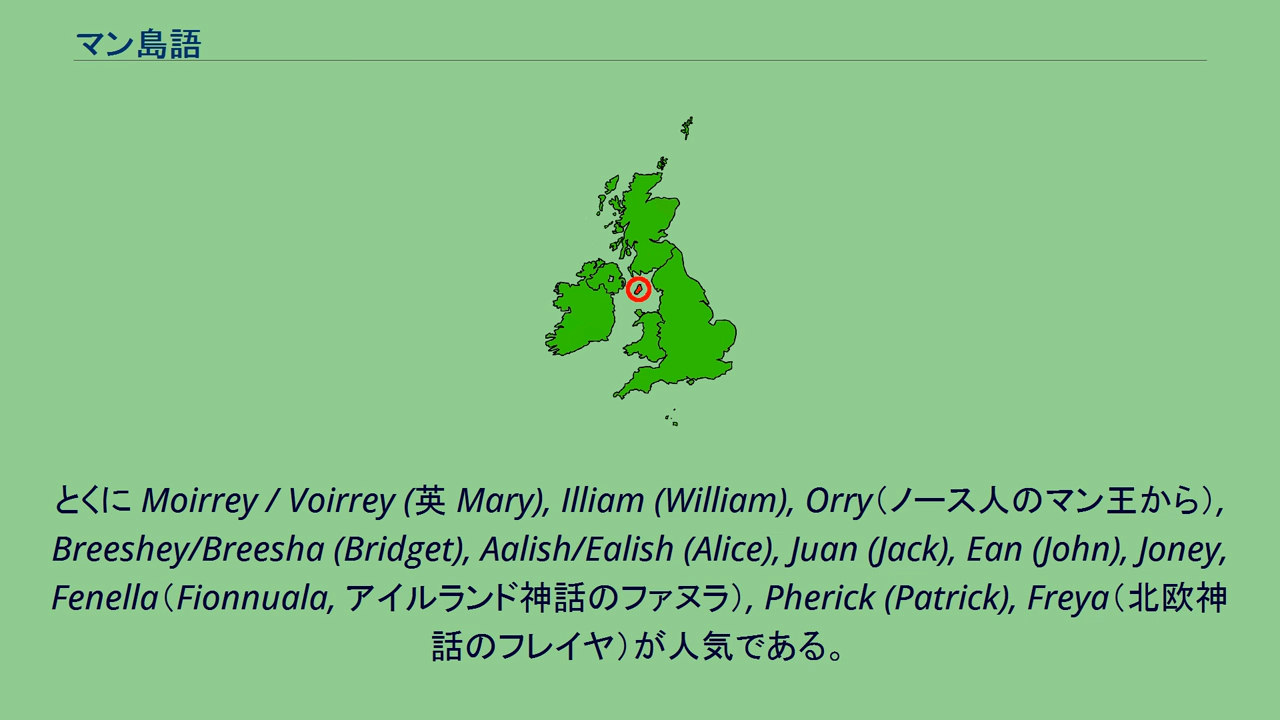 マン島語
とくに Moirrey / Voirrey (英 Mary), Illiam (William), Orry（ノース人のマン王から）,
Breeshey/Breesha (Bridget), Aalish/Ealish (Alice), Juan (Jack), Ean (John), Joney,
Fenella（Fionnuala, アイルランド神話のファヌラ）, Pherick (Patrick), Freya（北欧神
話のフレイヤ）が人気である。